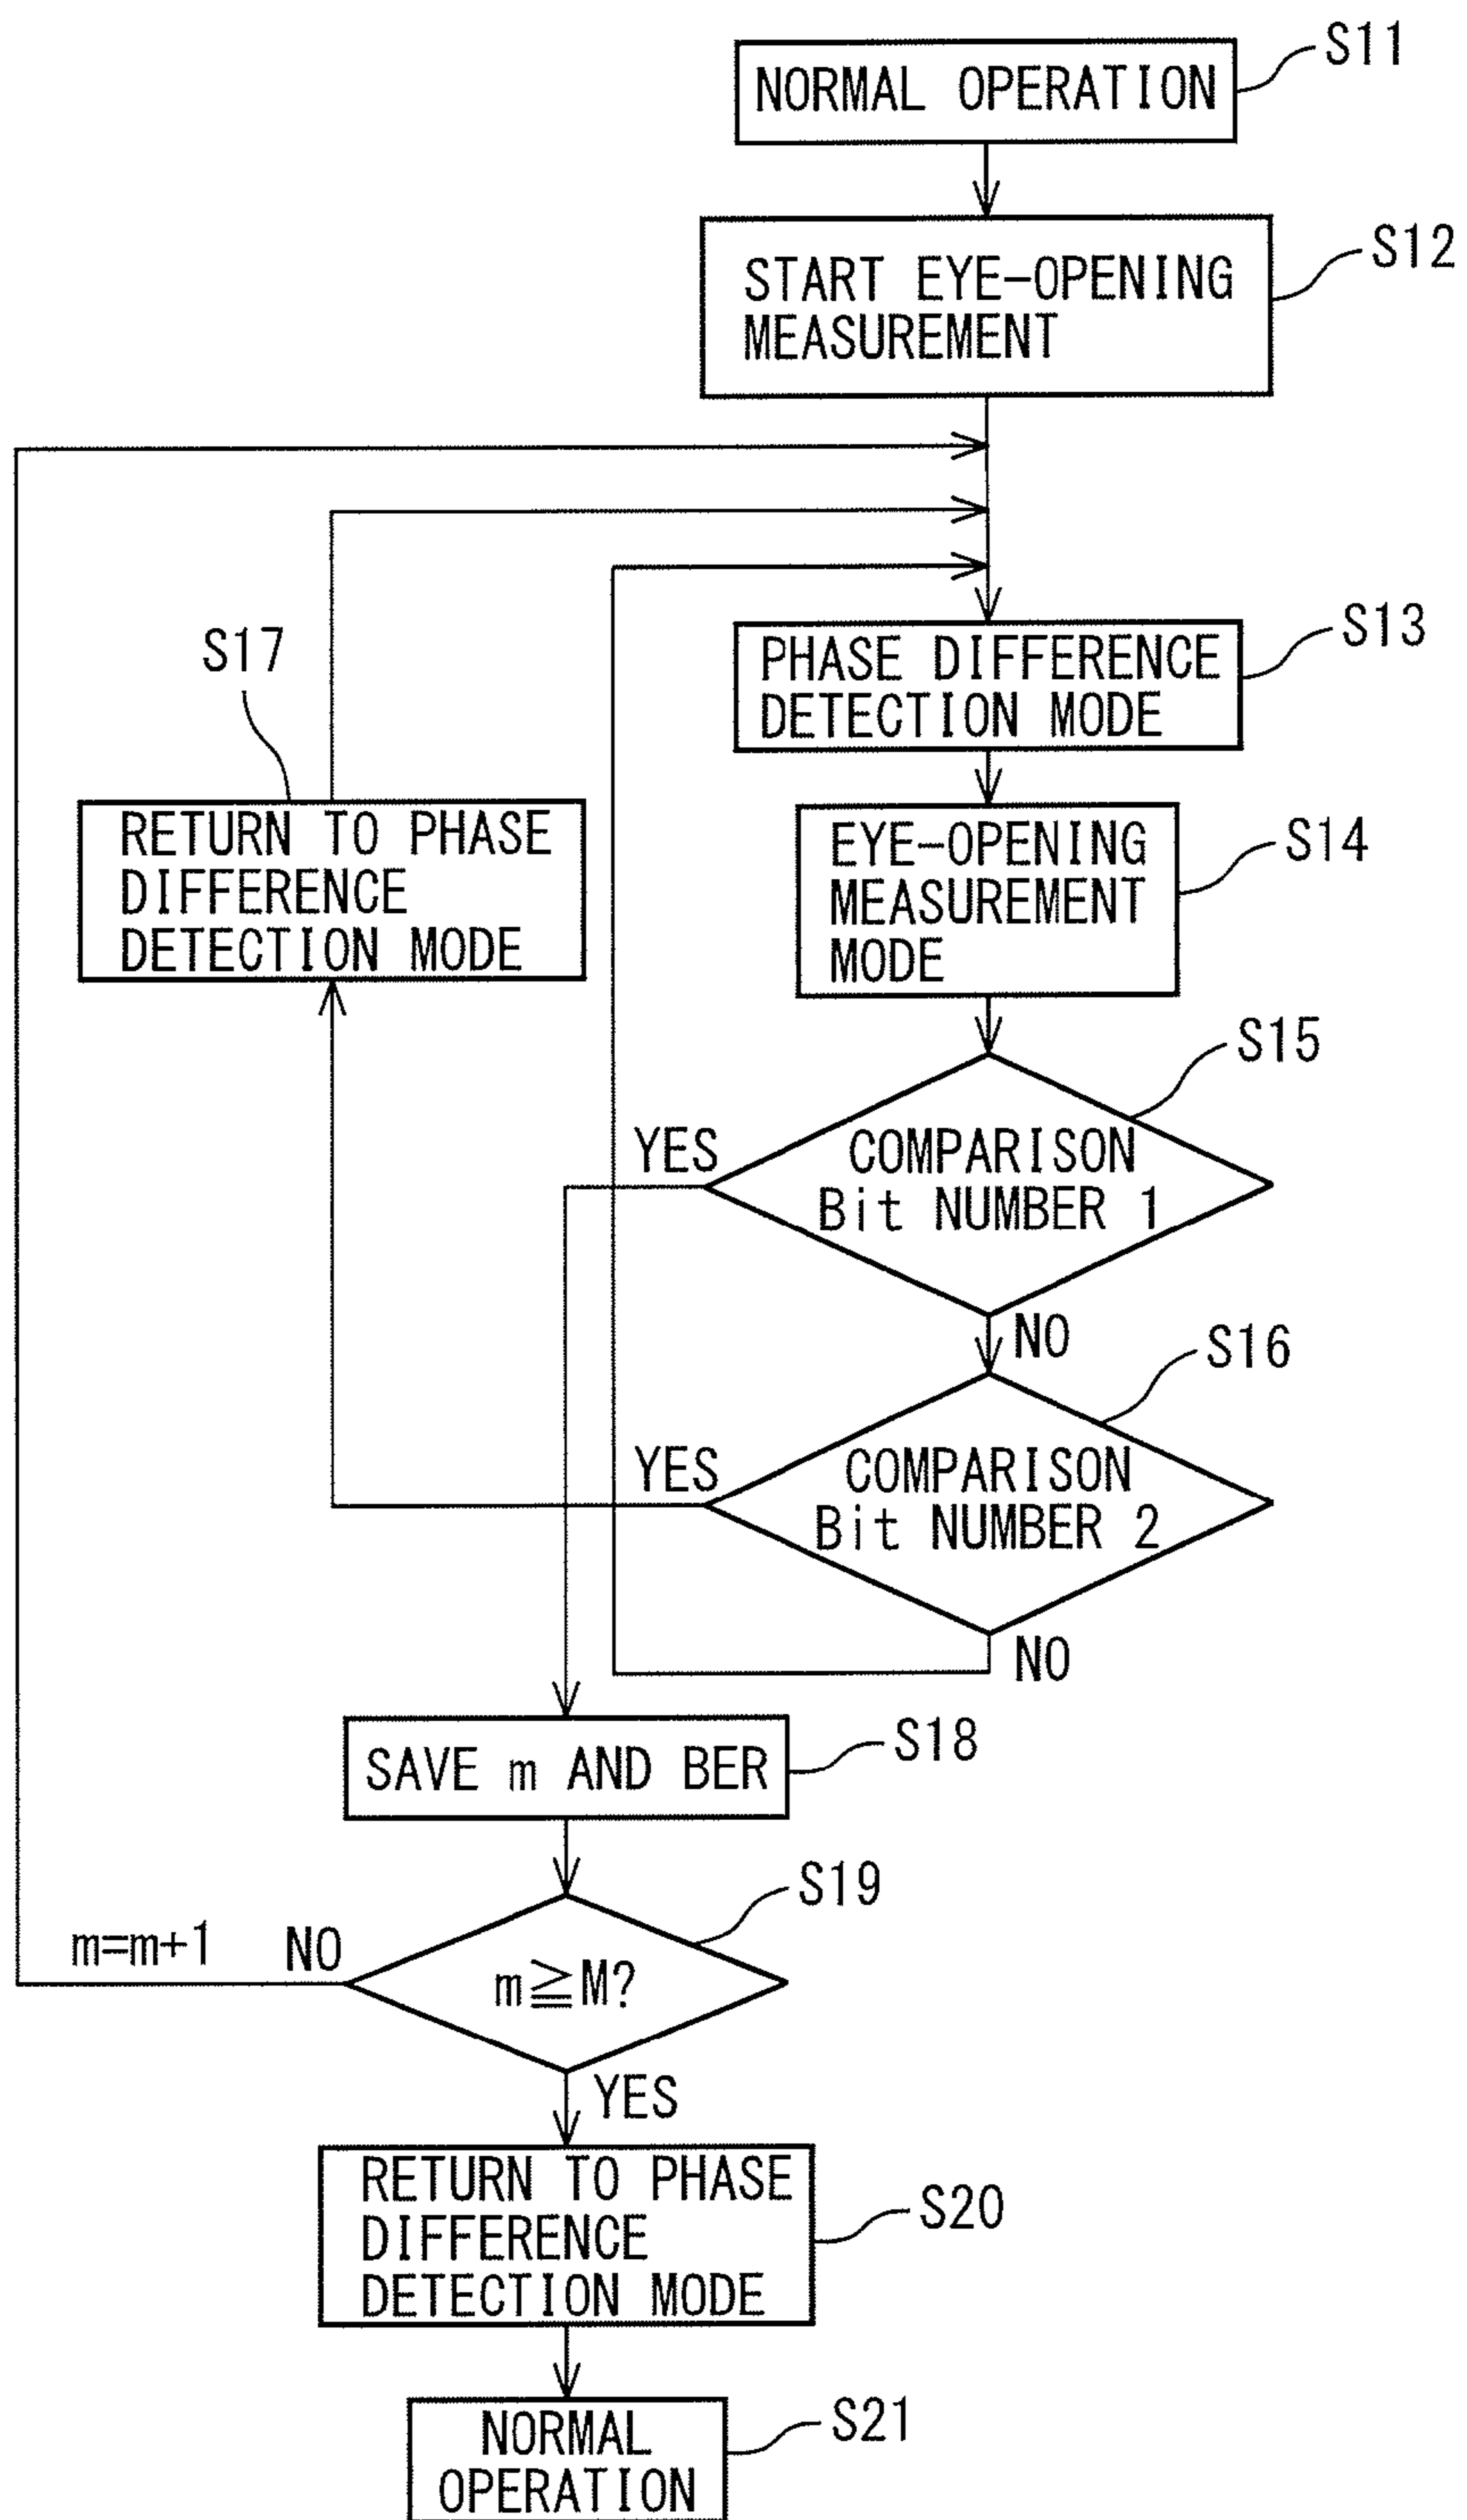 S11
NORMAL OPERATION
S12
START EYE-OPENING
MEASUREMENT
S13
PHASE DIFFERENCE
DETECTION MODE
S17
RETURN TO PHASE
DIFFERENCE
DETECTION MODE
S14
EYE-OPENING
MEASUREMENT
MODE
S15
YES
COMPARISON
Bit NUMBER 1
NO
S16
YES
COMPARISON
Bit NUMBER 2
NO
S18
SAVE m AND BER
S19
m=m+1 NO
m≧M?
YES
RETURN TO PHASE
DIFFERENCE
DETECTION MODE
S20
S21
NORMAL
OPERATION